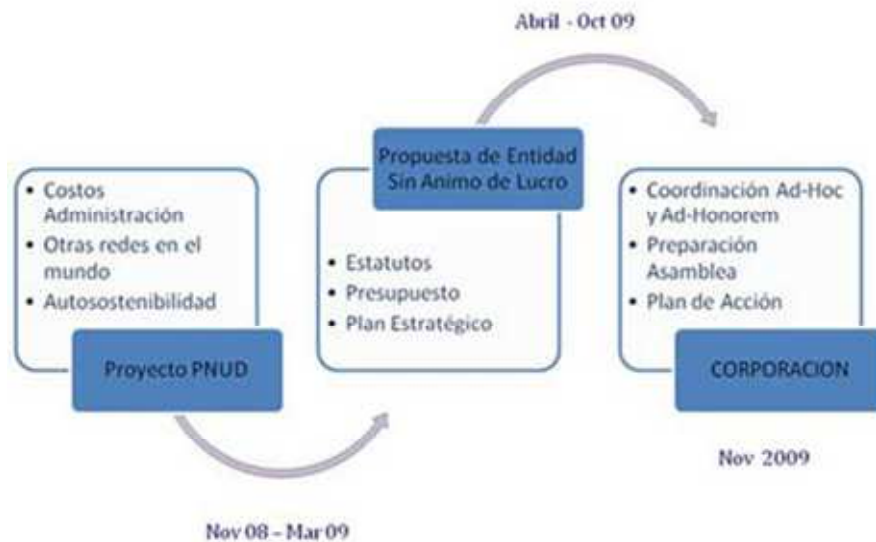 Abril - Oct 09
Propuesta de Entidad
Sin Animo de Lucro
• Costos
Administración
• Otras redes en el
mundo
• Autosostenibilidad
Proyecto PNUD
• Estatutos
• Presupuesto
• Plan Estratégico
• Coordinación Ad-Hoc
y Ad-Honorem
• Preparación
Asamblea
• Plan de Acción
CORPORACION
Nov 2009
Nov 08 – Mar 09